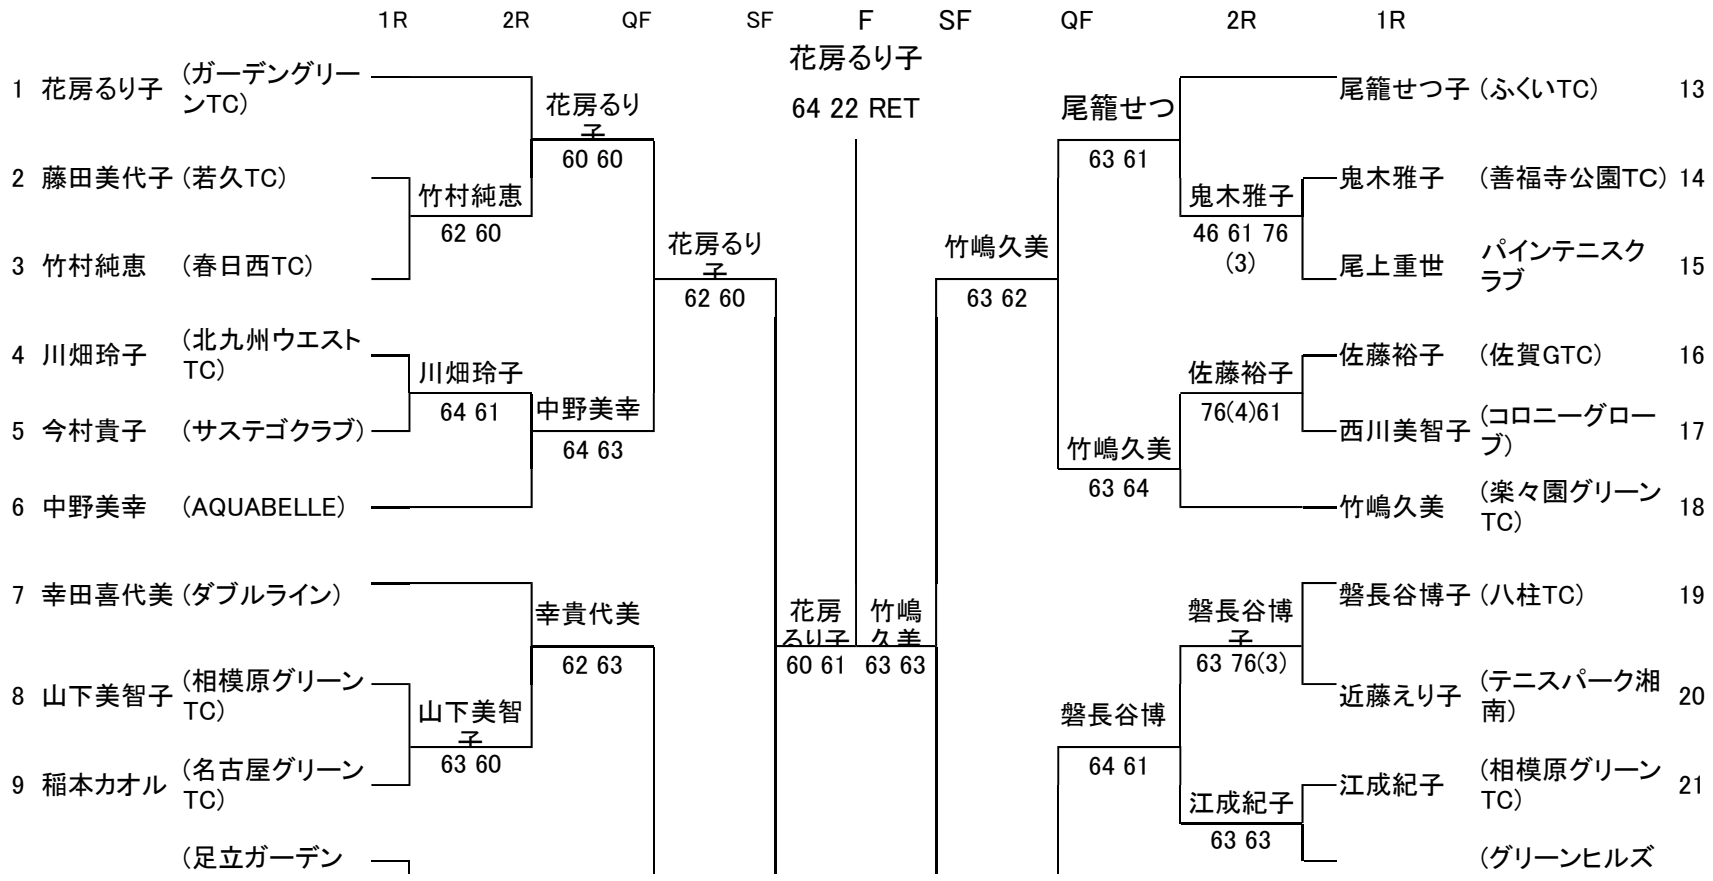 1R 2R QF SF F SF QF 2R 1R
花房るり子
64 22 RET
1 花房るり子 (ガーデングリー
ンTC)
花房るり
子
60 60
2 藤田美代子 (若久TC)
竹村純恵
62 60
3 竹村純恵 (春日西TC)
花房るり
子
62 60
4 川畑玲子 (北九州ウエスト
TC)
川畑玲子
64 61
5 今村貴子 (サステゴクラブ)
中野美幸
64 63
6 中野美幸 (AQUABELLE)
7 幸田喜代美 (ダブルライン)
幸貴代美
62 63
8 山下美智子 (相模原グリーン
TC)
山下美智
子
63 60
9 稲本カオル (名古屋グリーン
TC)
(足立ガーデン
花房
るり子
60 61
竹嶋
久美
63 63
尾籠せつ
63 61
尾籠せつ子 (ふくいTC) 13
鬼木雅子 (善福寺公園TC) 14
鬼木雅子
46 61 76
(3)
尾上重世 パインテニスク
ラブ 15
竹嶋久美
63 62
佐藤裕子 (佐賀GTC) 16
佐藤裕子
76(4)61
西川美智子 (コロニーグロー
ブ) 17
竹嶋久美
63 64
竹嶋久美 (楽々園グリーン
TC) 18
磐長谷博子 (八柱TC) 19
磐長谷博
子
63 76(3)
近藤えり子 (テニスパーク湘
南) 20
磐長谷博
64 61
江成紀子 (相模原グリーン
TC) 21
江成紀子
63 63
(グリーンヒルズ